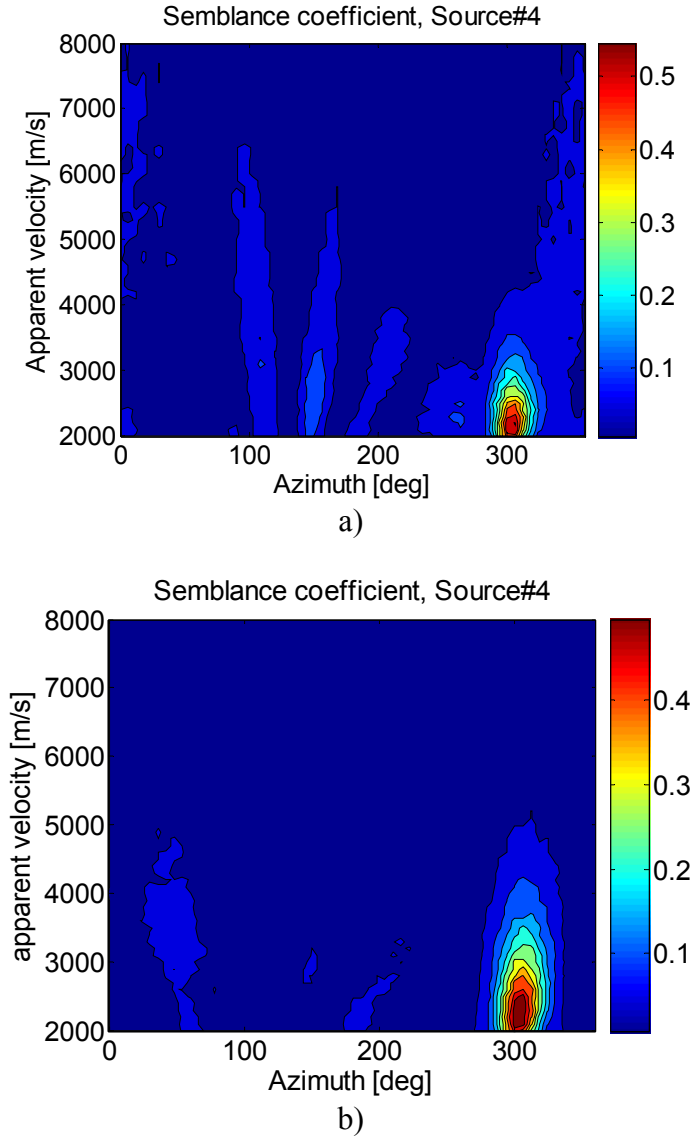 Semblance coefficient, Source#4
Apparent velocity [m/s]
8000
7000
6000
5000
4000
3000
2000
0 100 200 300
Azimuth [deg]
0.5
0.4
0.3
0.2
0.1
a)
Semblance coefficient, Source#4
apparent velocity [m/s]
8000
7000
6000
5000
4000
3000
2000
0 100 200 300
Azimuth [deg]
0.4
0.3
0.2
0.1
b)